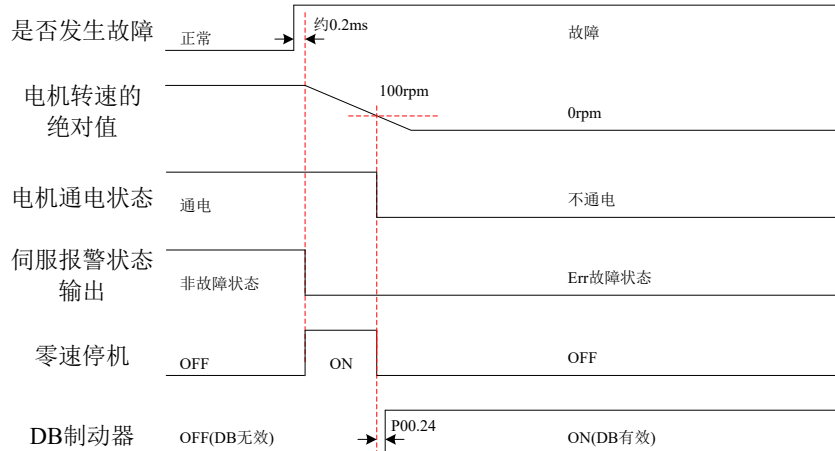 是否发生故障
正常
约0.2ms
故障
电机转速的
绝对值
100rpm
0rpm
电机通电状态
通电
不通电
伺服报警状态
输出
非故障状态
Err故障状态
零速停机
OFF
ON
OFF
DB制动器
OFF(DB无效)
P00.24
ON(DB有效)